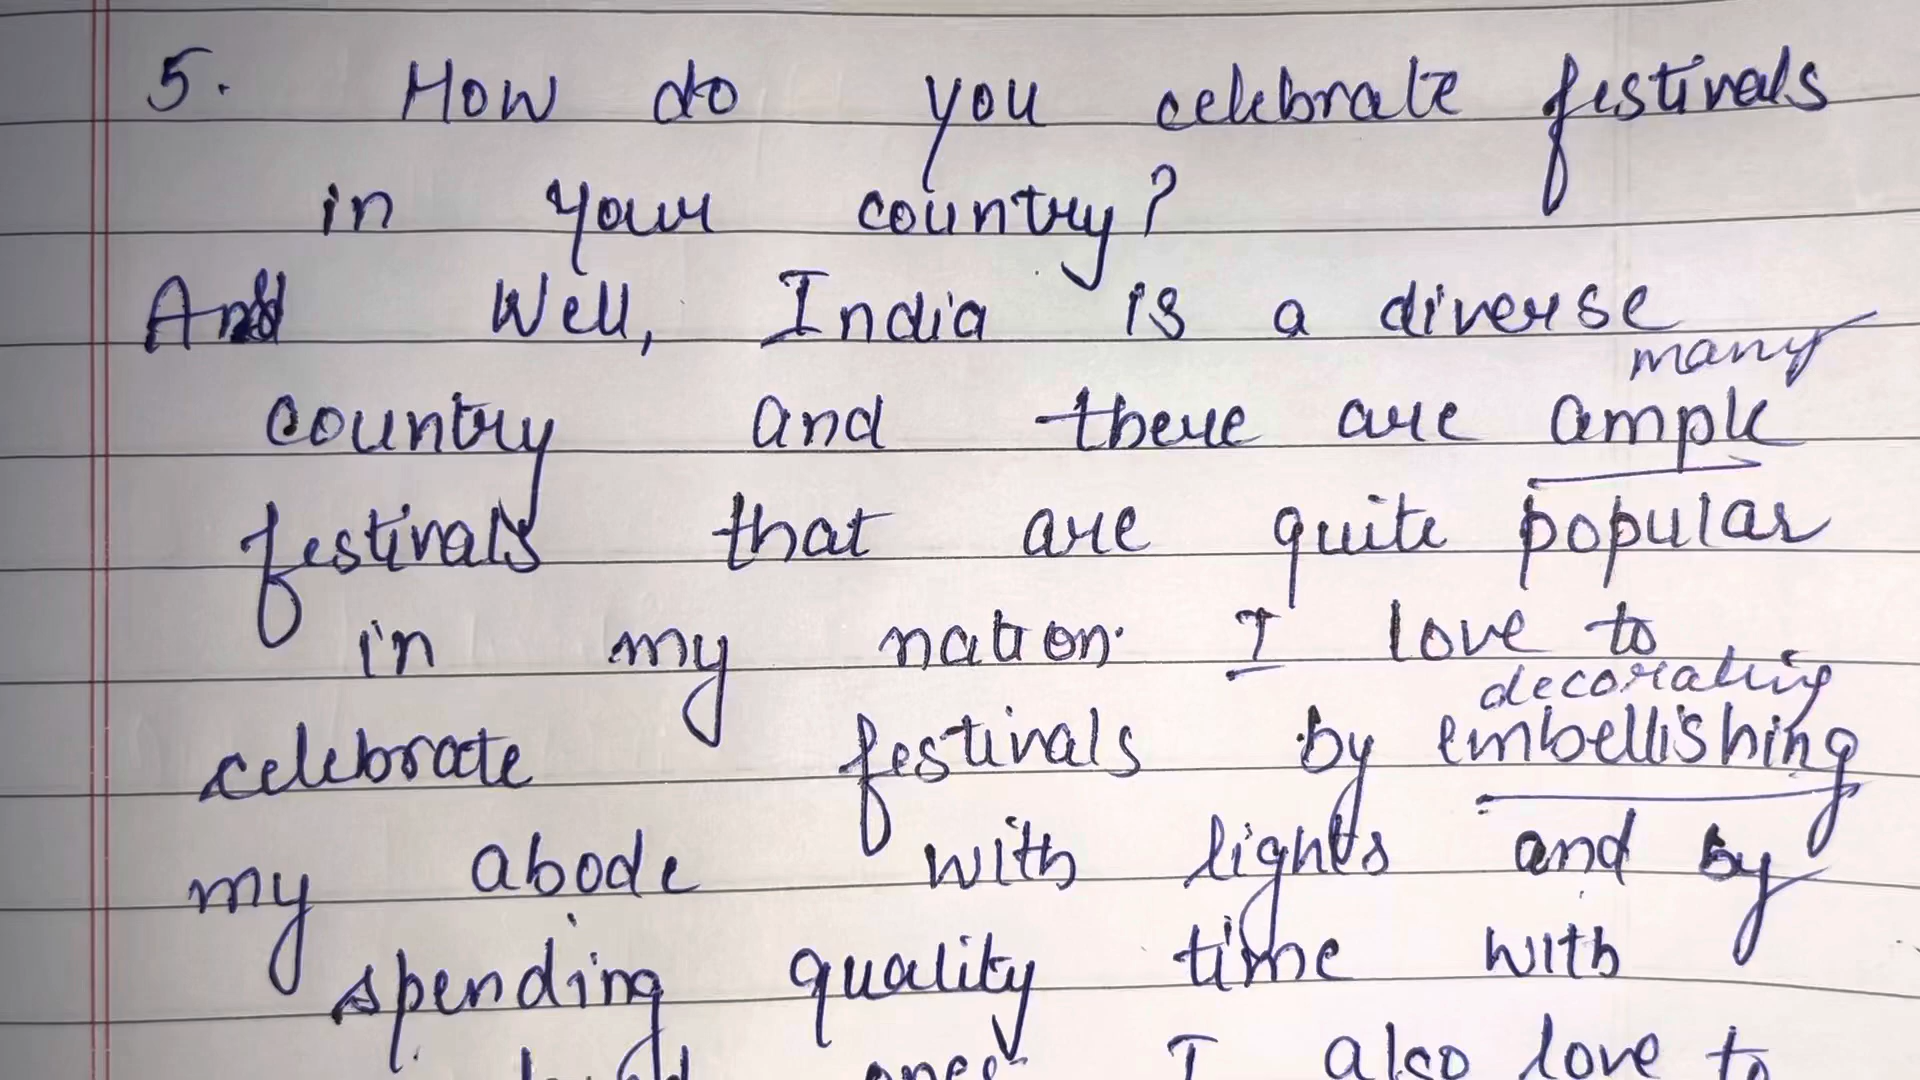 5. How do you celebrate festivals
in your country?
Ans Well, India is a diverse
many
country and there are ample
festivals that are quite popular
in my nation. I love to
decorating
celebrate festivals by embellishing
my abode with lights and by
spending quality time with
ones. I also love to